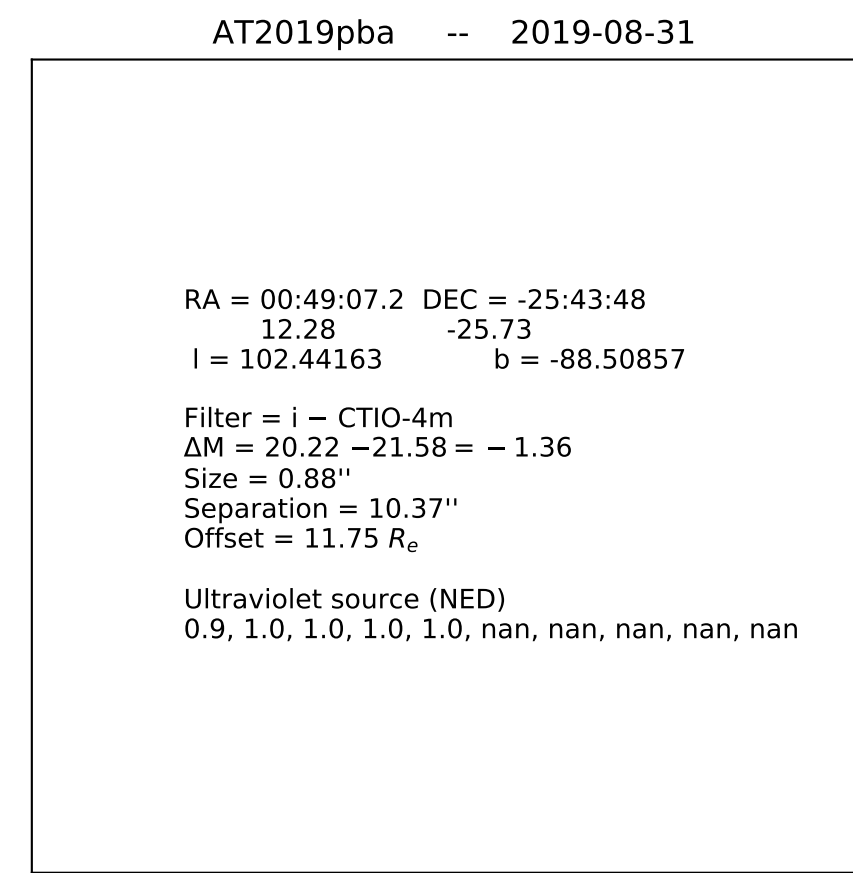 AT2019pba -- 2019-08-31
RA = 00:49:07.2 DEC = -25:43:48
12.28 -25.73
l = 102.44163 b = -88.50857
Filter = i − CTIO-4m
ΔM = 20.22 −21.58 = − 1.36
Size = 0.88''
Separation = 10.37''
Offset = 11.75 Rₑ
Ultraviolet source (NED)
0.9, 1.0, 1.0, 1.0, 1.0, nan, nan, nan, nan, nan